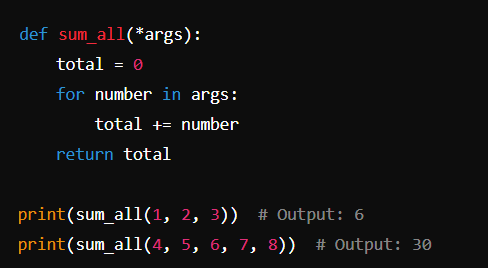 def sum_all(*args):
    total = 0
    for number in args:
        total += number
    return total

print(sum_all(1, 2, 3))  # Output: 6
print(sum_all(4, 5, 6, 7, 8))  # Output: 30